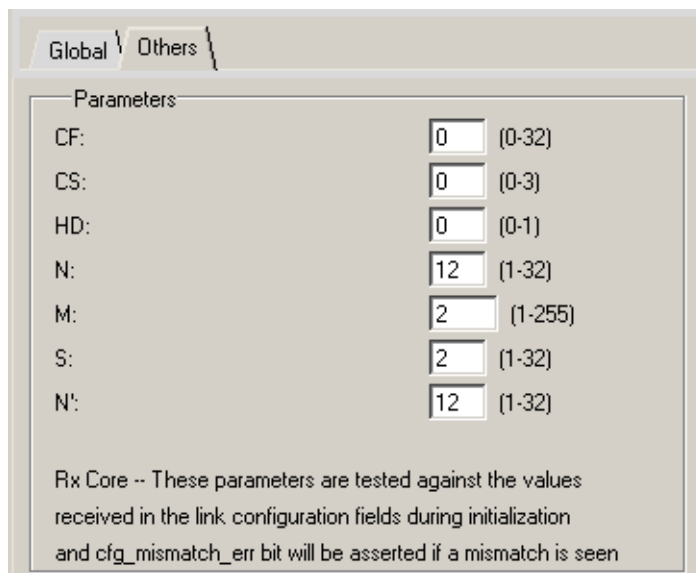 Global Others
Parameters
CF: 0 (0-32)
CS: 0 (0-3)
HD: 0 (0-1)
N: 12 (1-32)
M: 2 (1-255)
S: 2 (1-32)
N': 12 (1-32)
Rx Core -- These parameters are tested against the values
received in the link configuration fields during initialization
and cfg_mismatch_err bit will be asserted if a mismatch is seen